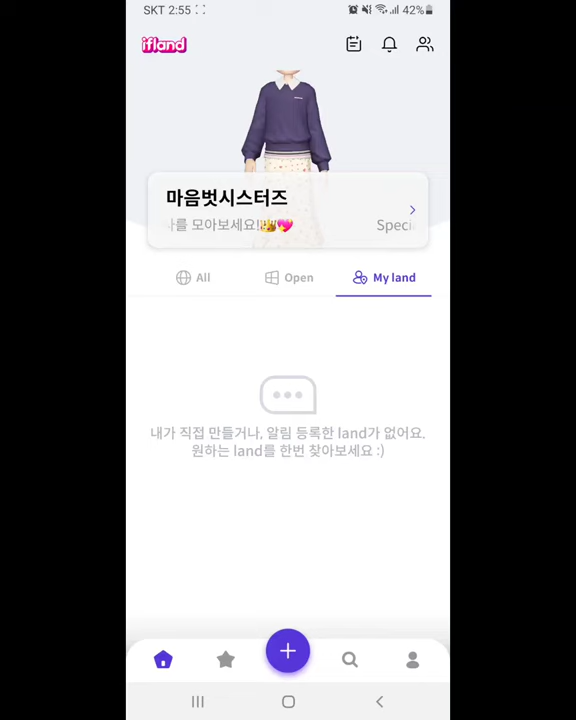 SKT 2:55
42%
ifland
마음벗시스터즈
를 모아보세요!👑💖 Speci
All
Open
My land
내가 직접 만들거나, 알림 등록한 land가 없어요.
원하는 land를 한번 찾아보세요 :)